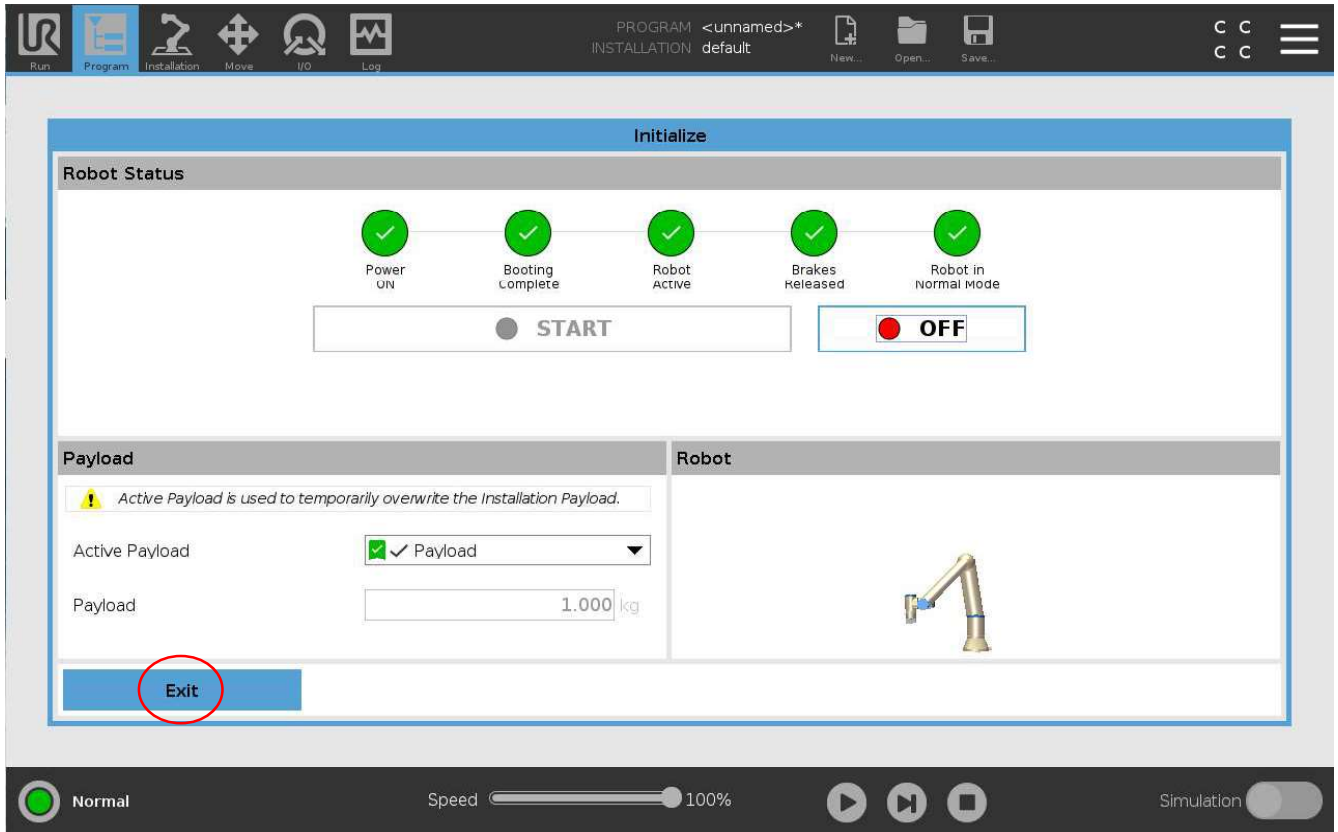 PROGRAM <unnamed>*
INSTALLATION default
C C
C C
Run Program Installation Move I/O Log New... Open... Save...
Initialize
Robot Status
Power Booting Robot Brakes Robot in
ON Complete Active Released Normal Mode
START OFF
Payload Robot
Active Payload is used to temporarily overwrite the Installation Payload.
Active Payload Payload
Payload 1.000 kg
Exit
Normal Speed 100% Simulation